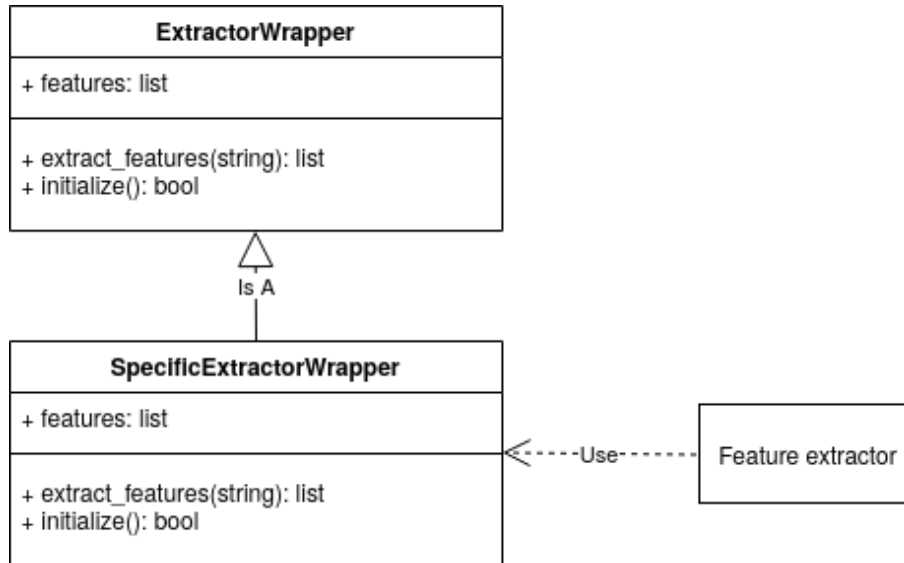 ExtractorWrapper
+ features: list
+ extract_features(string): list
+ initialize(): bool
Is A
SpecificExtractorWrapper
+ features: list
+ extract_features(string): list
+ initialize(): bool
Use
Feature extractor